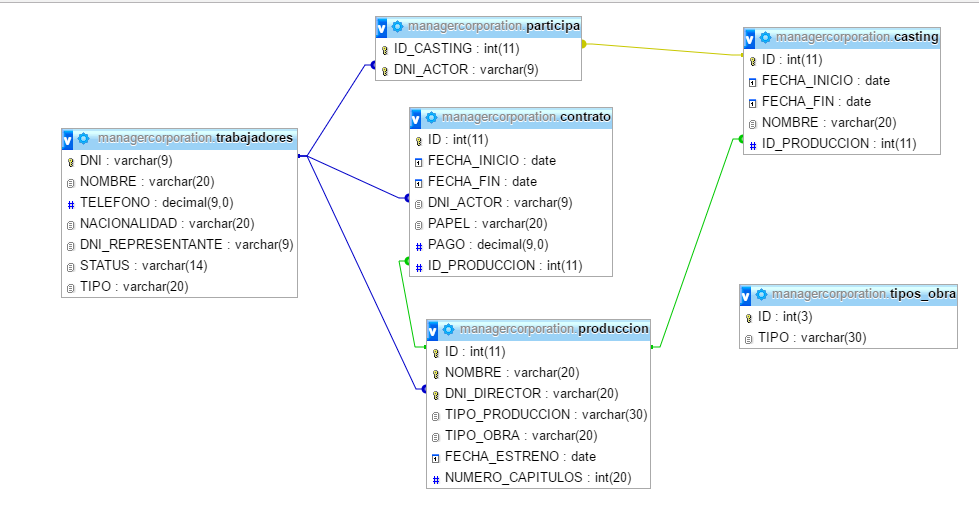 managercorporation.participa
ID_CASTING : int(11)
DNI_ACTOR : varchar(9)
managercorporation.casting
ID : int(11)
FECHA_INICIO : date
FECHA_FIN : date
NOMBRE : varchar(20)
ID_PRODUCCION : int(11)
managercorporation.contrato
ID : int(11)
FECHA_INICIO : date
FECHA_FIN : date
DNI_ACTOR : varchar(9)
PAPEL : varchar(20)
PAGO : decimal(9,0)
ID_PRODUCCION : int(11)
managercorporation.trabajadores
DNI : varchar(9)
NOMBRE : varchar(20)
TELEFONO : decimal(9,0)
NACIONALIDAD : varchar(20)
DNI_REPRESENTANTE : varchar(9)
STATUS : varchar(14)
TIPO : varchar(20)
managercorporation.tipos_obra
ID : int(3)
TIPO : varchar(30)
managercorporation.produccion
ID : int(11)
NOMBRE : varchar(20)
DNI_DIRECTOR : varchar(20)
TIPO_PRODUCCION : varchar(30)
TIPO_OBRA : varchar(20)
FECHA_ESTRENO : date
NUMERO_CAPITULOS : int(20)